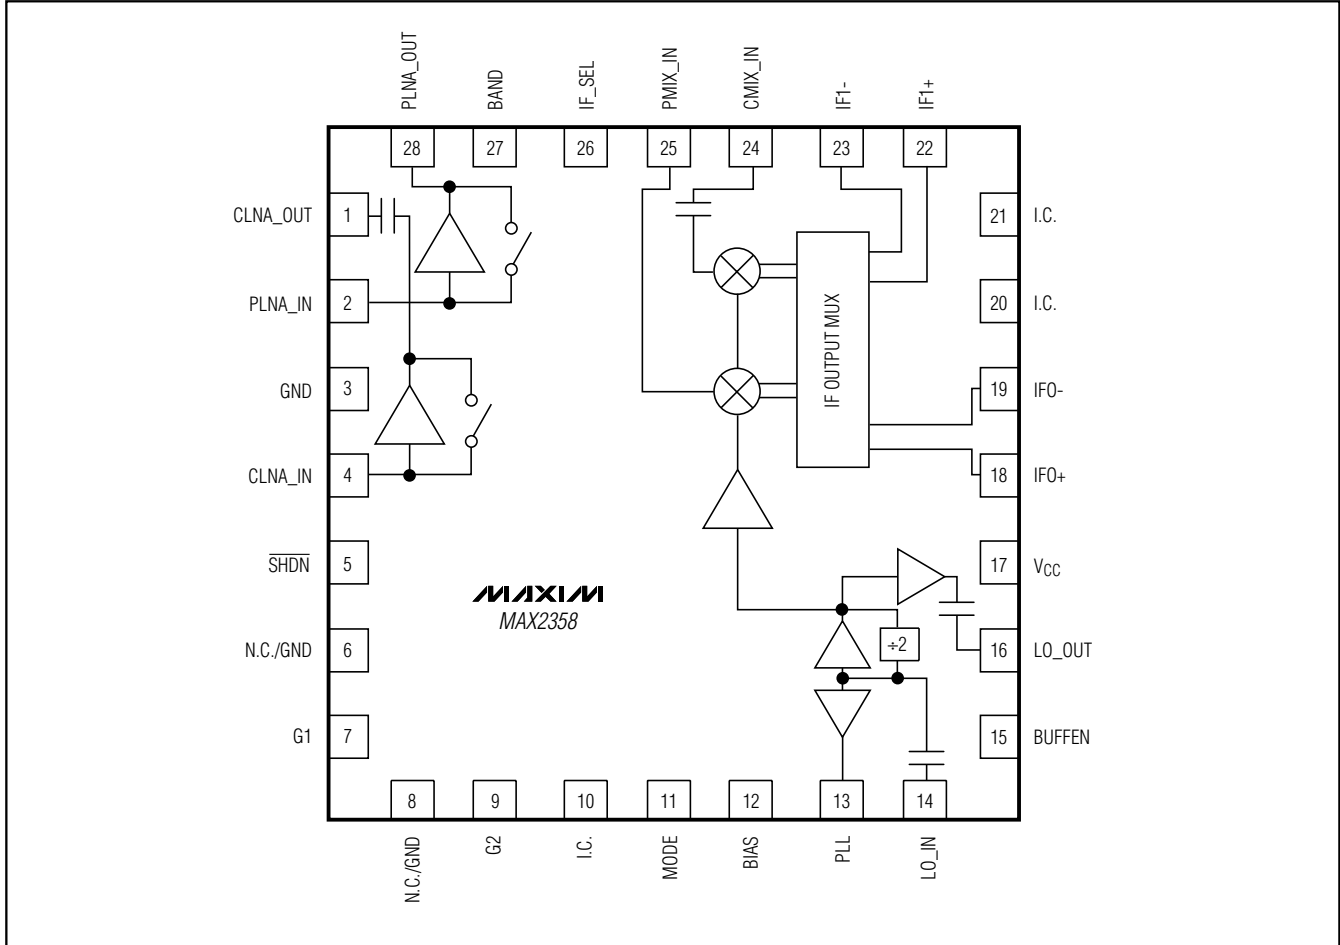 PLNA_OUT
BAND
IF_SEL
PMIX_IN
CMIX_IN
IF1-
IF1+
28
27
26
25
24
23
22
CLNA_OUT 1
21 I.C.
PLNA_IN 2
20 I.C.
GND 3
19 IF0-
CLNA_IN 4
18 IF0+
IF OUTPUT MUX
SHDN 5
17 VCC
MAXIM
MAX2358
N.C./GND 6
÷2
16 LO_OUT
G1 7
15 BUFFEN
8
9
10
11
12
13
14
N.C./GND
G2
I.C.
MODE
BIAS
PLL
LO_IN